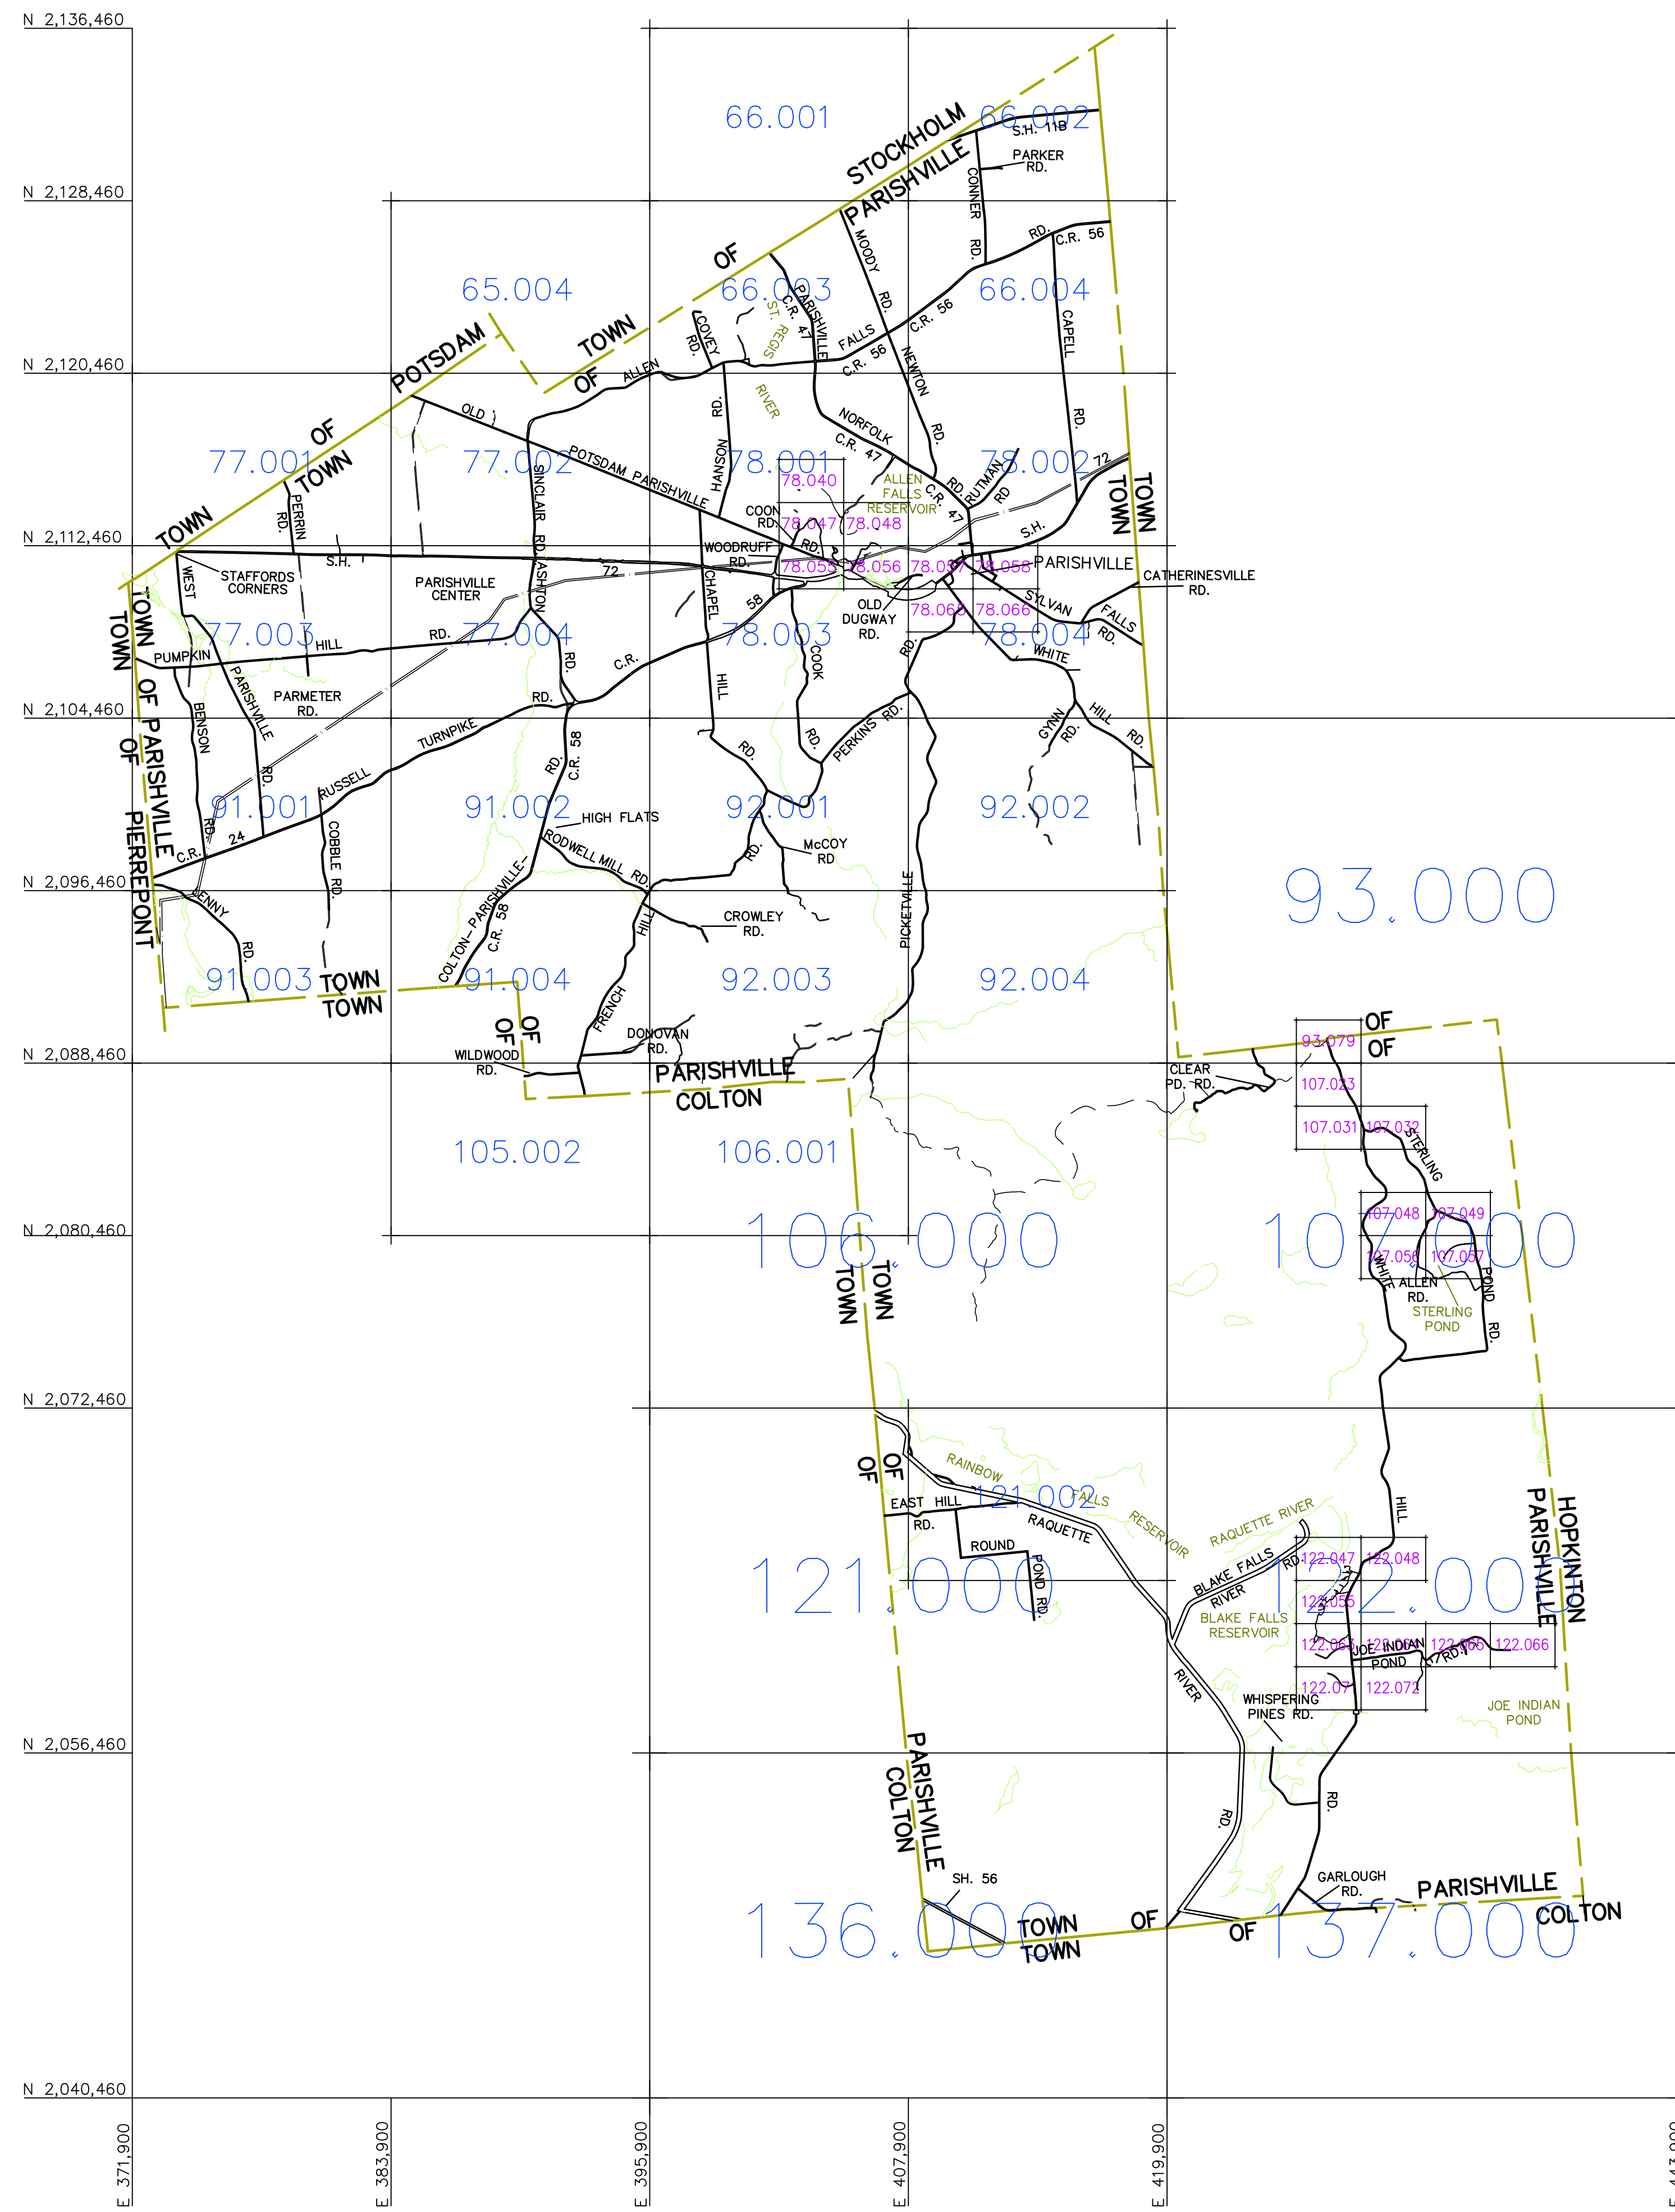 N 2,136,460
66.001
66.002
STOCKHOLM
PARISHVILLE
S.H. 11B
PARKER
RD.
CONNER
RD.
N 2,128,460
MOODY
RD.
RD.
C.R. 56
OF
65.004
66.003
66.004
PARISHVILLE
C.R. 47
ST. REGIS
RIVER
COVEY
RD.
CAPELL
RD.
FALLS
C.R. 56
C.R. 56
NEWTON
RD.
TOWN
OF
ALLEN
POTSDAM
N 2,120,460
OLD
HANSON
RD.
NORFOLK
C.R. 47
RD.
OF
TOWN
77.001
77.002
78.001
78.002
72
POTSDAM PARISHVILLE
78.040
ALLEN
FALLS
RESERVOIR
C.R. 47
RUTMAN
RD
TOWN
TOWN
SINCLAIR RD.
PERRIN
RD.
TOWN
COON
RD.
78.047
78.048
S.H.
N 2,112,460
S.H.
72
WOODRUFF
RD.
RD.
78.055
78.056
78.057
78.058
PARISHVILLE
CATHERINESVILLE
RD.
STAFFORDS
CORNERS
WEST
PARISHVILLE
CENTER
ASHTON
RD.
CHAPEL
HILL
RD.
58
OLD
DUGWAY
RD.
78.065
78.066
SYLVAN
FALLS
RD.
TOWN
TOWN
77.003
77.004
78.003
78.004
PUMPKIN
HILL
RD.
PARISHVILLE
RD.
C.R.
COOK
RD.
RD.
WHITE
HILL
RD.
OF PARISHVILLE
OF
PIERREPONT
BENSON
RD.
PARMETER
RD.
RD.
TURNPIKE
N 2,104,460
PERKINS RD.
GYNN
RD.
RD.
C.R. 58
RUSSELL
91.001
91.002
92.001
92.002
C.R. 24
COBBLE RD.
HIGH FLATS
RODWELL MILL RD.
McCOY
RD
RD.
N 2,096,460
93.000
COLTON- PARISHVILLE-
C.R. 58
HILL
CROWLEY
RD.
PICKETVILLE
RD.
RD.
91.003
91.004
92.003
92.004
TOWN
TOWN
FRENCH
OF
OF
DONOVAN
RD.
WILDWOOD
RD.
OF
OF
93.079
N 2,088,460
PARISHVILLE
COLTON
CLEAR
PD. RD.
107.023
107.031
107.032
STERLING
105.002
106.001
107.048
107.049
N 2,080,460
106.000
107.000
107.056
107.057
TOWN
TOWN
WHITE
ALLEN
RD.
POND
RD.
STERLING
POND
N 2,072,460
OF
OF
RAINBOW
FALLS
RESERVOIR
121.002
EAST HILL
RD.
RAQUETTE
RAQUETTE RIVER
HILL
HOPKINTON
PARISHVILLE
ROUND
POND RD.
BLAKE FALLS
RD.
RIVER
122.047
122.048
121.000
122.000
122.055
BLAKE FALLS
RESERVOIR
122.063
122.065
122.066
JOE INDIAN
POND
RD.
RIVER
WHISPERING
PINES RD.
122.07
122.072
JOE INDIAN
POND
N 2,056,460
PARISHVILLE
COLTON
RD.
RD.
SH. 56
GARLOUGH
RD.
PARISHVILLE
COLTON
136.000
137.000
TOWN
TOWN
OF
OF
N 2,040,460
E 371,900
E 383,900
E 395,900
E 407,900
E 419,900
E 443,900